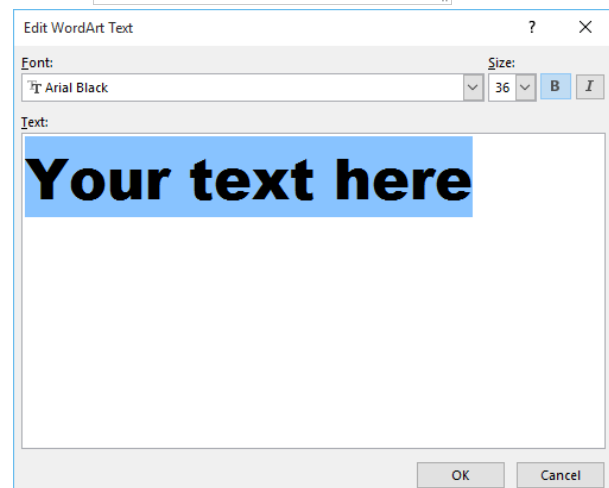 Edit WordArt Text ? X
Font: Size:
Arial Black 36 B I
Text:
Your text here
OK Cancel